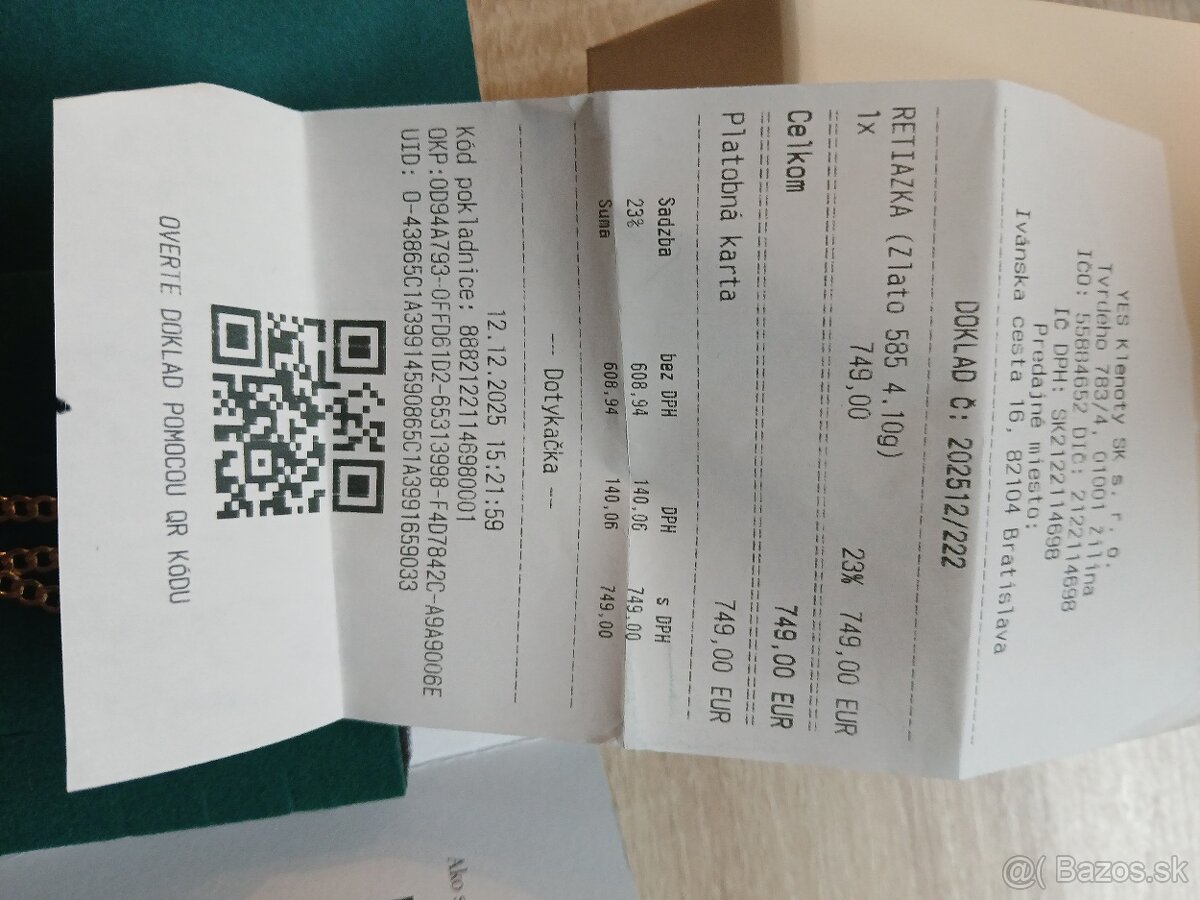 YES Klenoty SK s. r. o.
Tvrdého 783/4, 01001 Žilina
IČO: 55884652 DIČ: 2122114698
IČ DPH: SK2122114698
Predajné miesto:
Ivánska cesta 16, 82104 Bratislava
DOKLAD Č: 202512/222
RETIAZKA (Zlato 585 4.10g)
1x 749,00 23% 749,00 EUR
Celkom 749,00 EUR
Platobná karta 749,00 EUR
Sadzba bez DPH DPH s DPH
23% 608,94 140,06 749,00
Suma 608,94 140,06 749,00
--- Dotykačka ---
12.12.2025 15:21:59
Kód pokladnice: 88821221146980001
OKP:0D94A793-0FFD61D2-65313998-F4D7842C-A9A9006E
UID: O-43865C1A39914590865C1A3991659033
OVERTE DOKLAD POMOCOU QR KÓDU
Ako
@( Bazos.sk